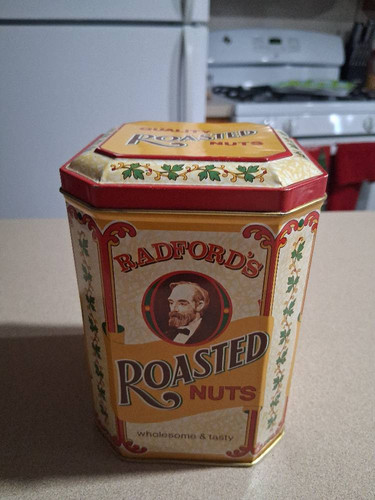 QUALITY
ROASTED
NUTS
RADFORD'S
ROASTED
NUTS
wholesome & tasty